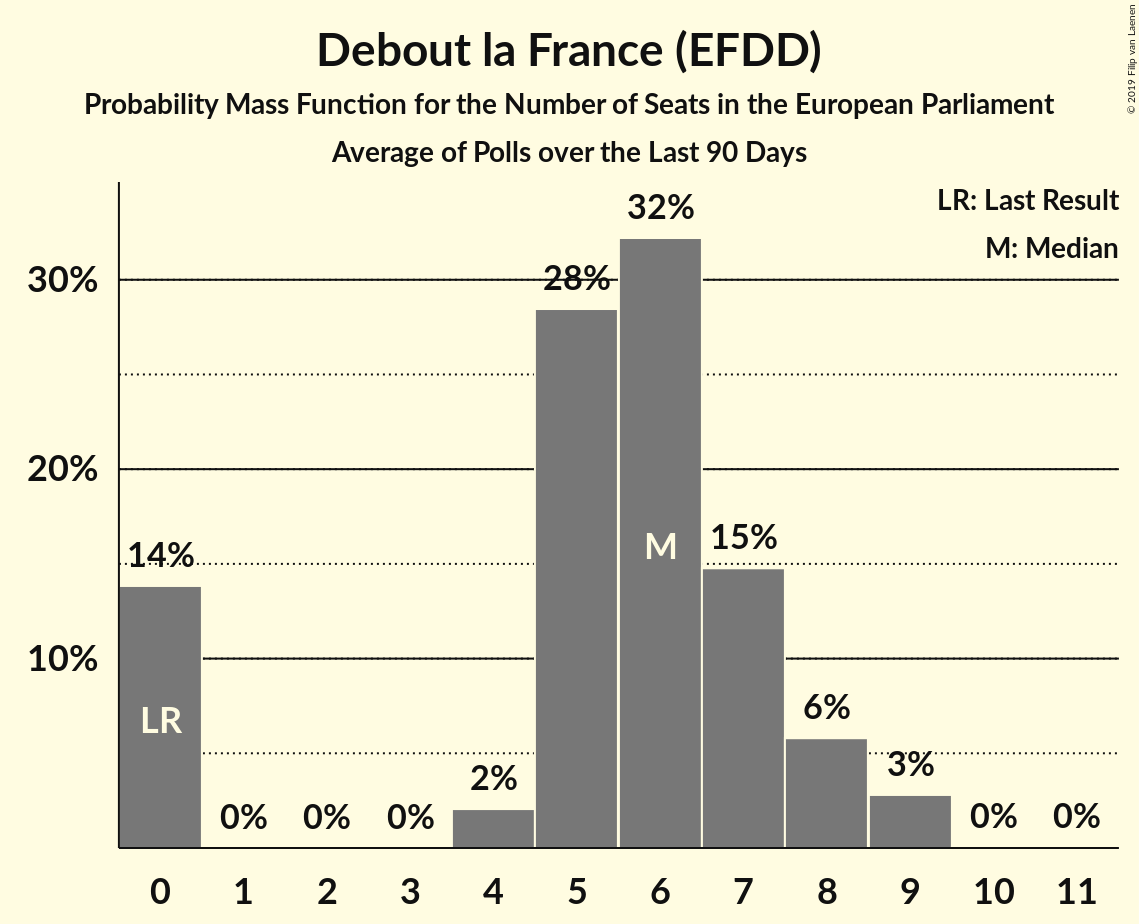 Debout la France (EFDD)
Probability Mass Function for the Number of Seats in the European Parliament
Average of Polls over the Last 90 Days
© 2019 Filip van Laenen
LR: Last Result
M: Median
30%
20%
10%
14%
0%
0%
0%
2%
28%
32%
15%
6%
3%
0%
0%
LR
M
0 1 2 3 4 5 6 7 8 9 10 11